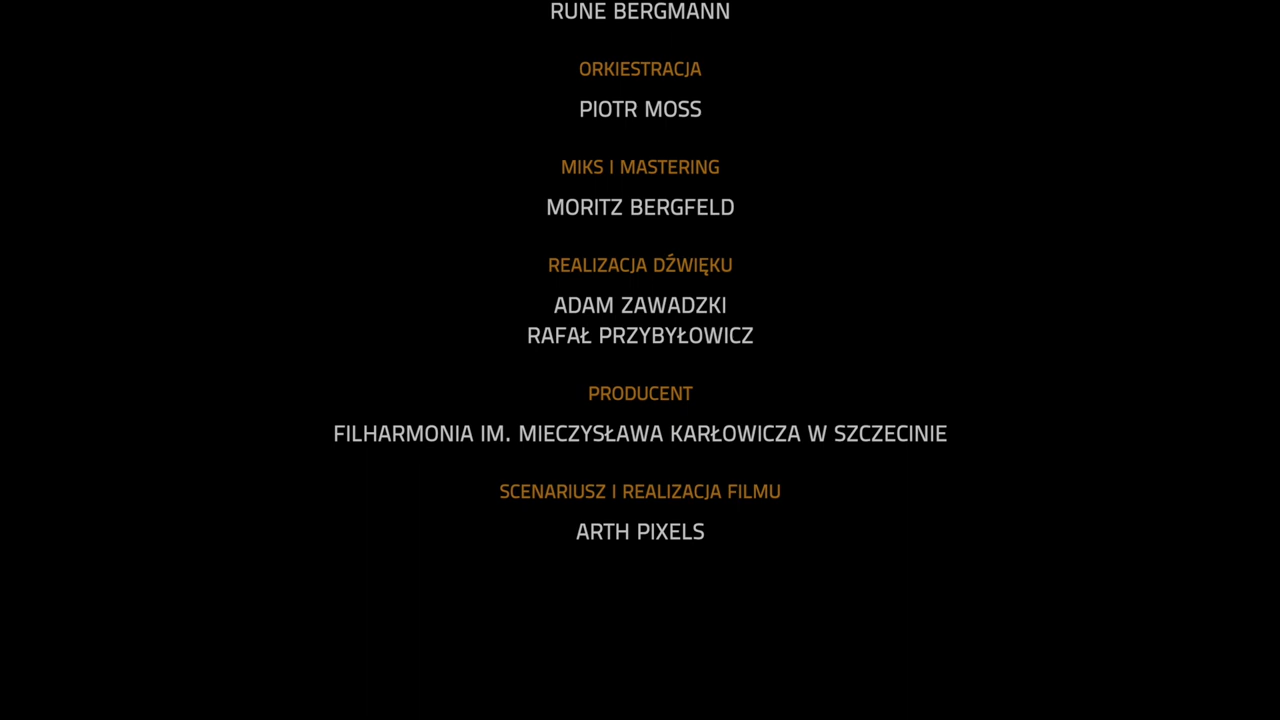 RUNE BERGMANN
ORKIESTRACJA
PIOTR MOSS
MIKS I MASTERING
MORITZ BERGFELD
REALIZACJA DŹWIĘKU
ADAM ZAWADZKI
RAFAŁ PRZYBYŁOWICZ
PRODUCENT
FILHARMONIA IM. MIECZYSŁAWA KARŁOWICZA W SZCZECINIE
SCENARIUSZ I REALIZACJA FILMU
ARTH PIXELS